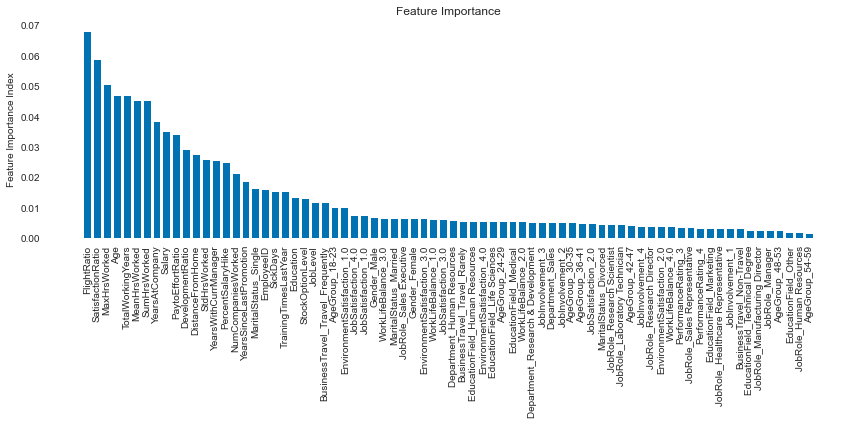 Feature Importance
Feature Importance Index
0.07
0.06
0.05
0.04
0.03
0.02
0.01
0.00
FlightRatio
SatisfactionRatio
MaxHrsWorked
Age
TotalWorkingYears
MeanHrsWorked
SumHrsWorked
YearsAtCompany
Salary
PaytoEffortRatio
DevelopmentRatio
DistanceFromHome
StdHrsWorked
YearsWithCurrManager
PercentSalaryHike
NumCompaniesWorked
YearsSinceLastPromotion
MaritalStatus_Single
EmployeeID
SickDays
TrainingTimesLastYear
Education
StockOptionLevel
JobLevel
BusinessTravel_Travel_Frequently
AgeGroup_18-23
EnvironmentSatisfaction_1.0
JobSatisfaction_4.0
JobSatisfaction_1.0
Gender_Male
WorkLifeBalance_3.0
MaritalStatus_Married
JobRole_Sales Executive
Gender_Female
EnvironmentSatisfaction_3.0
WorkLifeBalance_1.0
JobSatisfaction_3.0
Department_Human Resources
BusinessTravel_Travel_Rarely
EducationField_Human Resources
EnvironmentSatisfaction_4.0
EducationField_Life Sciences
AgeGroup_24-29
EducationField_Medical
WorkLifeBalance_2.0
Department_Research & Development
JobInvolvement_3
Department_Sales
JobInvolvement_2
AgeGroup_30-35
AgeGroup_36-41
JobSatisfaction_2.0
MaritalStatus_Divorced
JobRole_Research Scientist
JobRole_Laboratory Technician
AgeGroup_42-47
JobInvolvement_4
JobRole_Research Director
EnvironmentSatisfaction_2.0
WorkLifeBalance_4.0
PerformanceRating_3
JobRole_Sales Representative
PerformanceRating_4
EducationField_Marketing
JobRole_Healthcare Representative
JobInvolvement_1
BusinessTravel_Non-Travel
EducationField_Technical Degree
JobRole_Manufacturing Director
JobRole_Manager
AgeGroup_48-53
EducationField_Other
JobRole_Human Resources
AgeGroup_54-59